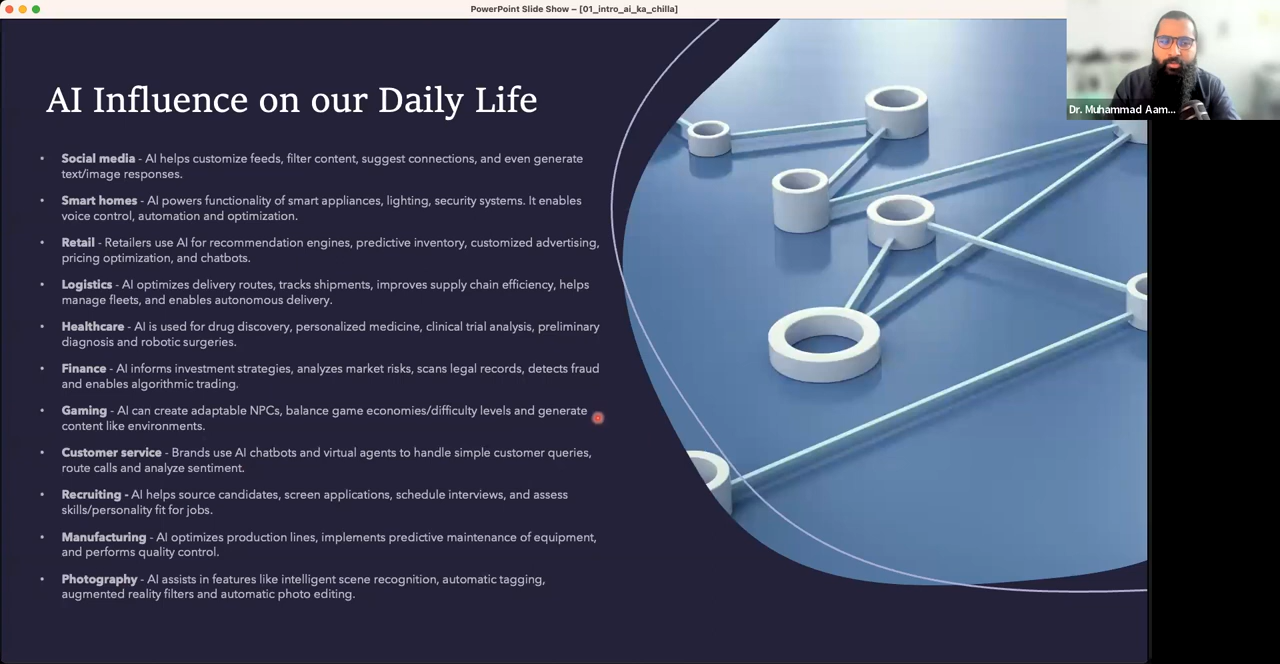 PowerPoint Slide Show – [01_intro_ai_ka_chilla]
Dr. Muhammad Aam...
AI Influence on our Daily Life
• Social media - AI helps customize feeds, filter content, suggest connections, and even generate
text/image responses.
• Smart homes - AI powers functionality of smart appliances, lighting, security systems. It enables
voice control, automation and optimization.
• Retail - Retailers use AI for recommendation engines, predictive inventory, customized advertising,
pricing optimization, and chatbots.
• Logistics - AI optimizes delivery routes, tracks shipments, improves supply chain efficiency, helps
manage fleets, and enables autonomous delivery.
• Healthcare - AI is used for drug discovery, personalized medicine, clinical trial analysis, preliminary
diagnosis and robotic surgeries.
• Finance - AI informs investment strategies, analyzes market risks, scans legal records, detects fraud
and enables algorithmic trading.
• Gaming - AI can create adaptable NPCs, balance game economies/difficulty levels and generate
content like environments.
• Customer service - Brands use AI chatbots and virtual agents to handle simple customer queries,
route calls and analyze sentiment.
• Recruiting - AI helps source candidates, screen applications, schedule interviews, and assess
skills/personality fit for jobs.
• Manufacturing - AI optimizes production lines, implements predictive maintenance of equipment,
and performs quality control.
• Photography - AI assists in features like intelligent scene recognition, automatic tagging,
augmented reality filters and automatic photo editing.